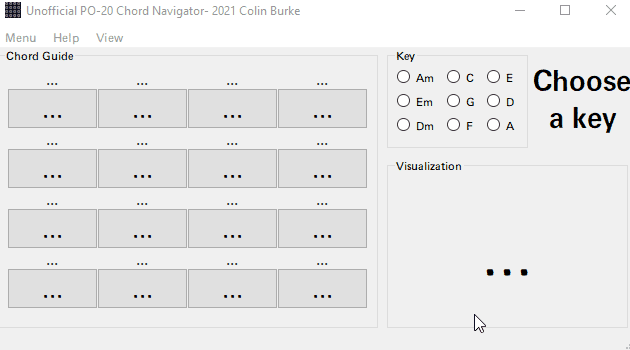 Unofficial PO-20 Chord Navigator- 2021 Colin Burke
Menu Help View
Chord Guide
... ... ... ...
... ... ... ...
... ... ... ...
... ... ... ...
... ... ... ...
... ... ... ...
... ... ... ...
... ... ... ...
Key
Am C E
Em G D
Dm F A
Choose
a key
Visualization
...